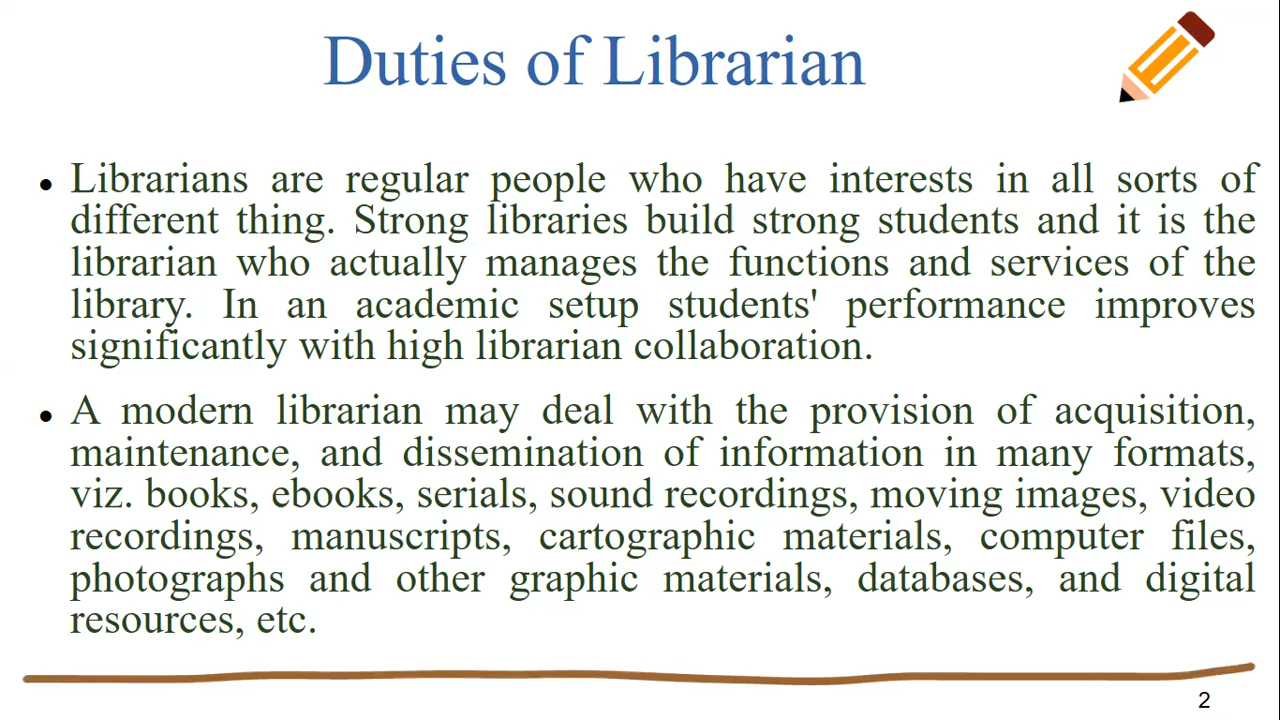 Duties of Librarian
• Librarians are regular people who have interests in all sorts of
different thing. Strong libraries build strong students and it is the
librarian who actually manages the functions and services of the
library. In an academic setup students' performance improves
significantly with high librarian collaboration.
• A modern librarian may deal with the provision of acquisition,
maintenance, and dissemination of information in many formats,
viz. books, ebooks, serials, sound recordings, moving images, video
recordings, manuscripts, cartographic materials, computer files,
photographs and other graphic materials, databases, and digital
resources, etc.
2